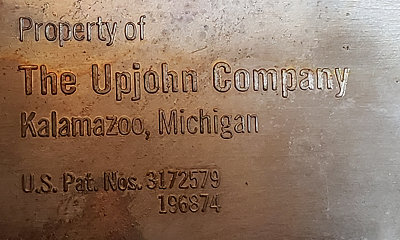 Property of
The Upjohn Company
Kalamazoo, Michigan
U.S. Pat. Nos. 3172579
196874